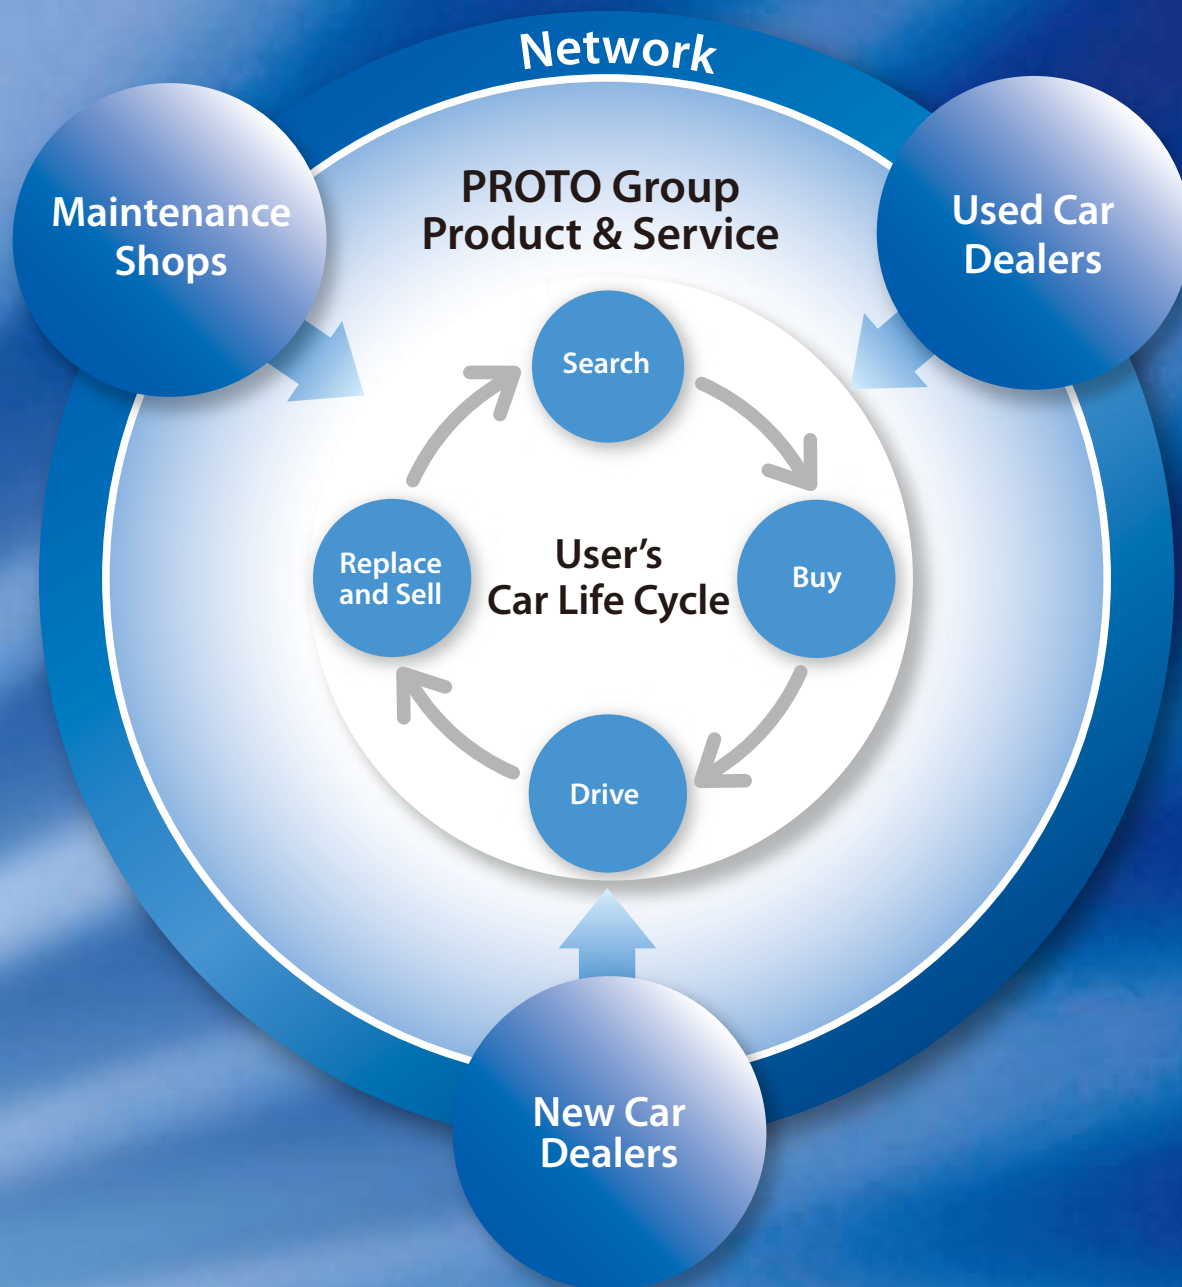 Network
Maintenance
Shops
PROTO Group
Product & Service
Used Car
Dealers
Search
Replace
and Sell
User’s
Car Life Cycle
Buy
Drive
New Car
Dealers